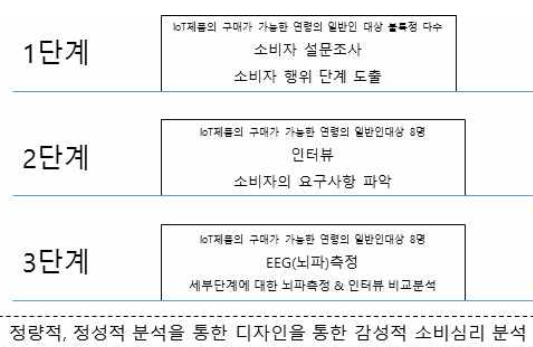 1단계
IoT제품의 구매가 가능한 연령의 일반인 대상 불특정 다수
소비자 설문조사
소비자 행위 단계 도출
2단계
IoT제품의 구매가 가능한 연령의 일반인대상 8명
인터뷰
소비자의 요구사항 파악
3단계
IoT제품의 구매가 가능한 연령의 일반인대상 8명
EEG(뇌파)측정
세부단계에 대한 뇌파측정 & 인터뷰 비교분석
정량적, 정성적 분석을 통한 디자인을 통한 감성적 소비심리 분석